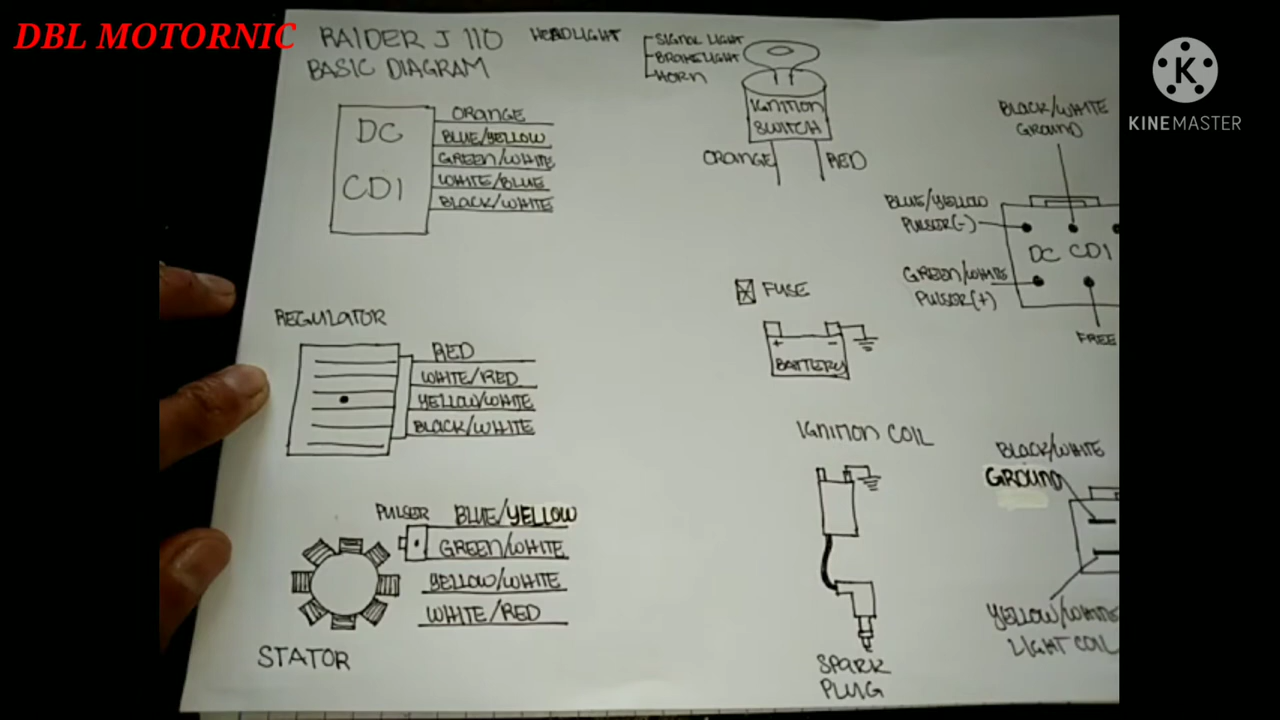 DBL MOTORNIC
RAIDER J 110
BASIC DIAGRAM
HEADLIGHT
SIGNAL LIGHT
BRAKELIGHT
HORN
KINEMASTER
DC
CDI
ORANGE
BLUE/YELLOW
GREEN/WHITE
WHITE/BLUE
BLACK/WHITE
IGNITION
SWITCH
ORANGE
RED
BLACK/WHITE
GROUND
BLUE/YELLOW
PULSER(-)
DC CDI
GREEN/WHITE
PULSER(+)
FREE
REGULATOR
RED
WHITE/RED
YELLOW/WHITE
BLACK/WHITE
FUSE
+ -
BATTERY
IGNITION COIL
SPARK
PLUG
BLACK/WHITE
GROUND
YELLOW/WHITE
LIGHT COIL
PULSER
BLUE/YELLOW
GREEN/WHITE
YELLOW/WHITE
WHITE/RED
STATOR